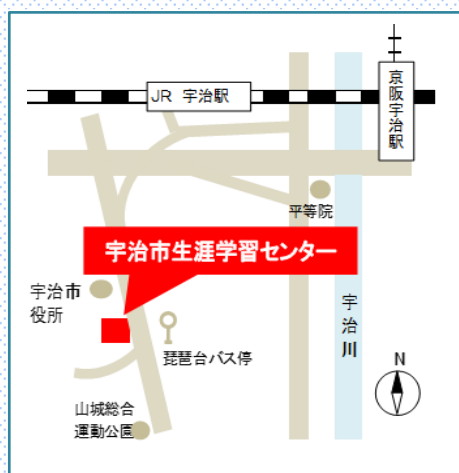 JR 宇治駅
京阪宇治駅
平等院
宇治市生涯学習センター
宇治市
役所
宇治川
琵琶台バス停
N
山城総合
運動公園